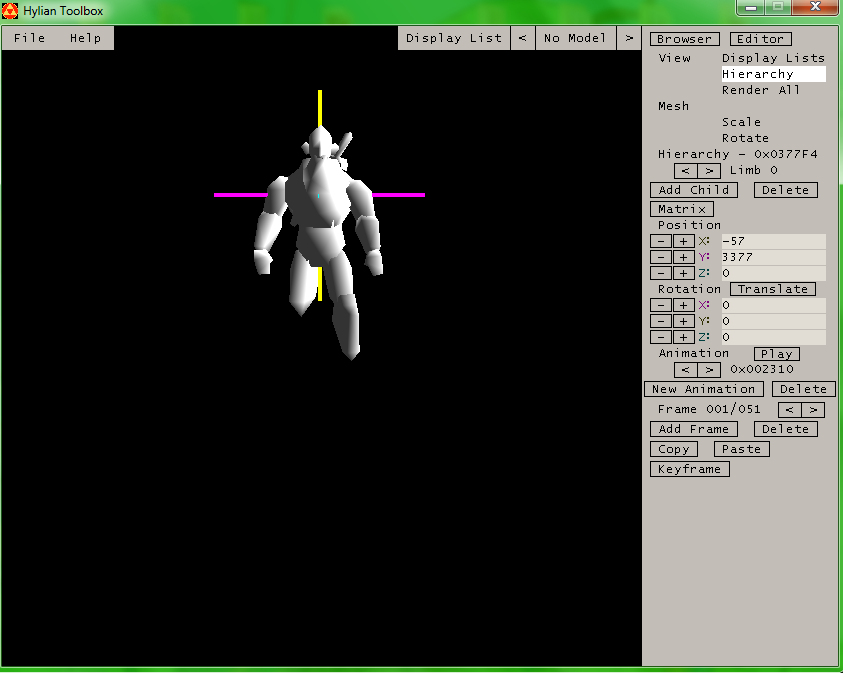 Hylian Toolbox
File Help Display List < No Model >
Browser Editor
View Display Lists
Hierarchy
Render All
Mesh
Scale
Rotate
Hierarchy - 0x0377F4
< > Limb 0
Add Child Delete
Matrix
Position
- + X: -57
- + Y: 3377
- + Z: 0
Rotation Translate
- + X: 0
- + Y: 0
- + Z: 0
Animation Play
< > 0x002310
New Animation Delete
Frame 001/051 < >
Add Frame Delete
Copy Paste
Keyframe